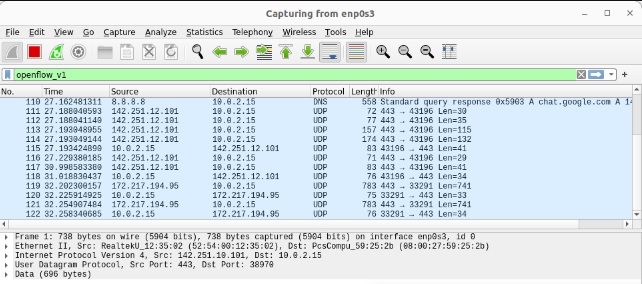 Capturing from enp0s3
File Edit View Go Capture Analyze Statistics Telephony Wireless Tools Help
openflow_v1
No. Time Source Destination Protocol Length Info
110 27.162481311 8.8.8.8 10.0.2.15 DNS 558 Standard query response 0x5903 A chat.google.com A 14
111 27.188040593 142.251.12.101 10.0.2.15 UDP 72 443 → 43196 Len=30
112 27.188041140 142.251.12.101 10.0.2.15 UDP 77 443 → 43196 Len=35
113 27.193048955 142.251.12.101 10.0.2.15 UDP 157 443 → 43196 Len=115
114 27.193049144 142.251.12.101 10.0.2.15 UDP 174 443 → 43196 Len=132
115 27.193424899 10.0.2.15 142.251.12.101 UDP 83 43196 → 443 Len=41
116 27.229380185 142.251.12.101 10.0.2.15 UDP 71 443 → 43196 Len=29
117 30.998583380 142.251.12.101 10.0.2.15 UDP 83 443 → 43196 Len=41
118 31.018830437 10.0.2.15 142.251.12.101 UDP 76 43196 → 443 Len=34
119 32.202300157 172.217.194.95 10.0.2.15 UDP 783 443 → 33291 Len=741
120 32.225914925 10.0.2.15 172.217.194.95 UDP 75 33291 → 443 Len=33
121 32.254907484 172.217.194.95 10.0.2.15 UDP 783 443 → 33291 Len=741
122 32.258340685 10.0.2.15 172.217.194.95 UDP 76 33291 → 443 Len=34
Frame 1: 738 bytes on wire (5904 bits), 738 bytes captured (5904 bits) on interface enp0s3, id 0
Ethernet II, Src: RealtekU_12:35:02 (52:54:00:12:35:02), Dst: PcsCompu_59:25:2b (08:00:27:59:25:2b)
Internet Protocol Version 4, Src: 142.251.10.101, Dst: 10.0.2.15
User Datagram Protocol, Src Port: 443, Dst Port: 38970
Data (696 bytes)